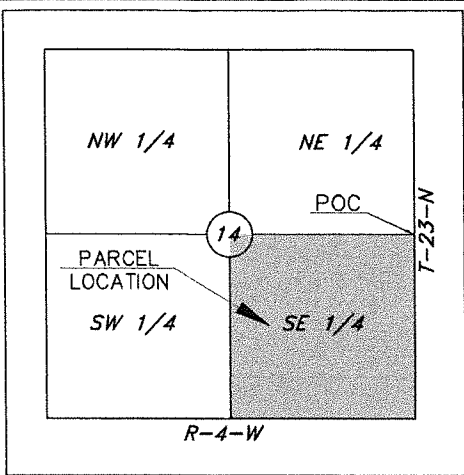 NW 1/4
NE 1/4
POC
T-23-N
14
PARCEL
LOCATION
SW 1/4
SE 1/4
R-4-W